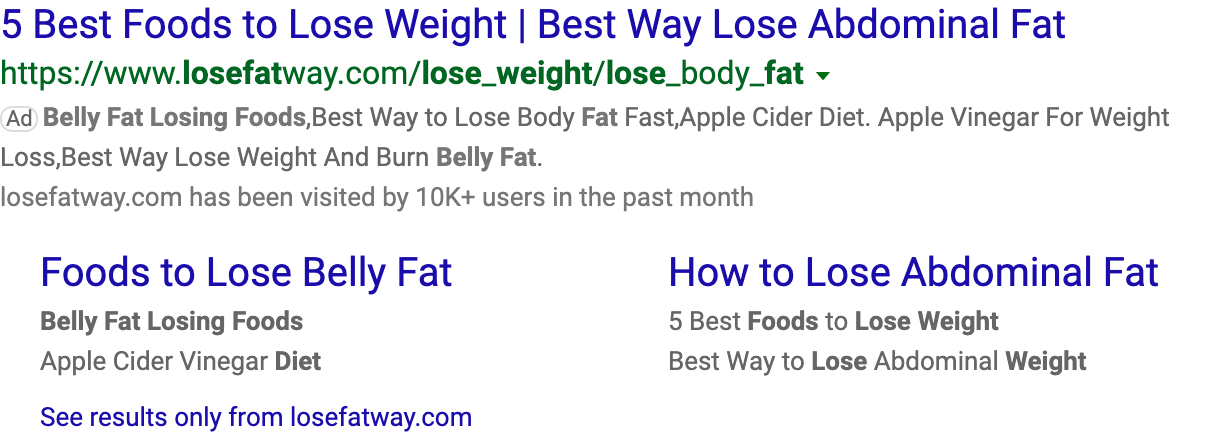 5 Best Foods to Lose Weight | Best Way Lose Abdominal Fat
https://www.losefatway.com/lose_weight/lose_body_fat
Ad Belly Fat Losing Foods,Best Way to Lose Body Fat Fast,Apple Cider Diet. Apple Vinegar For Weight
Loss,Best Way Lose Weight And Burn Belly Fat.
losefatway.com has been visited by 10K+ users in the past month
Foods to Lose Belly Fat
Belly Fat Losing Foods
Apple Cider Vinegar Diet
How to Lose Abdominal Fat
5 Best Foods to Lose Weight
Best Way to Lose Abdominal Weight
See results only from losefatway.com